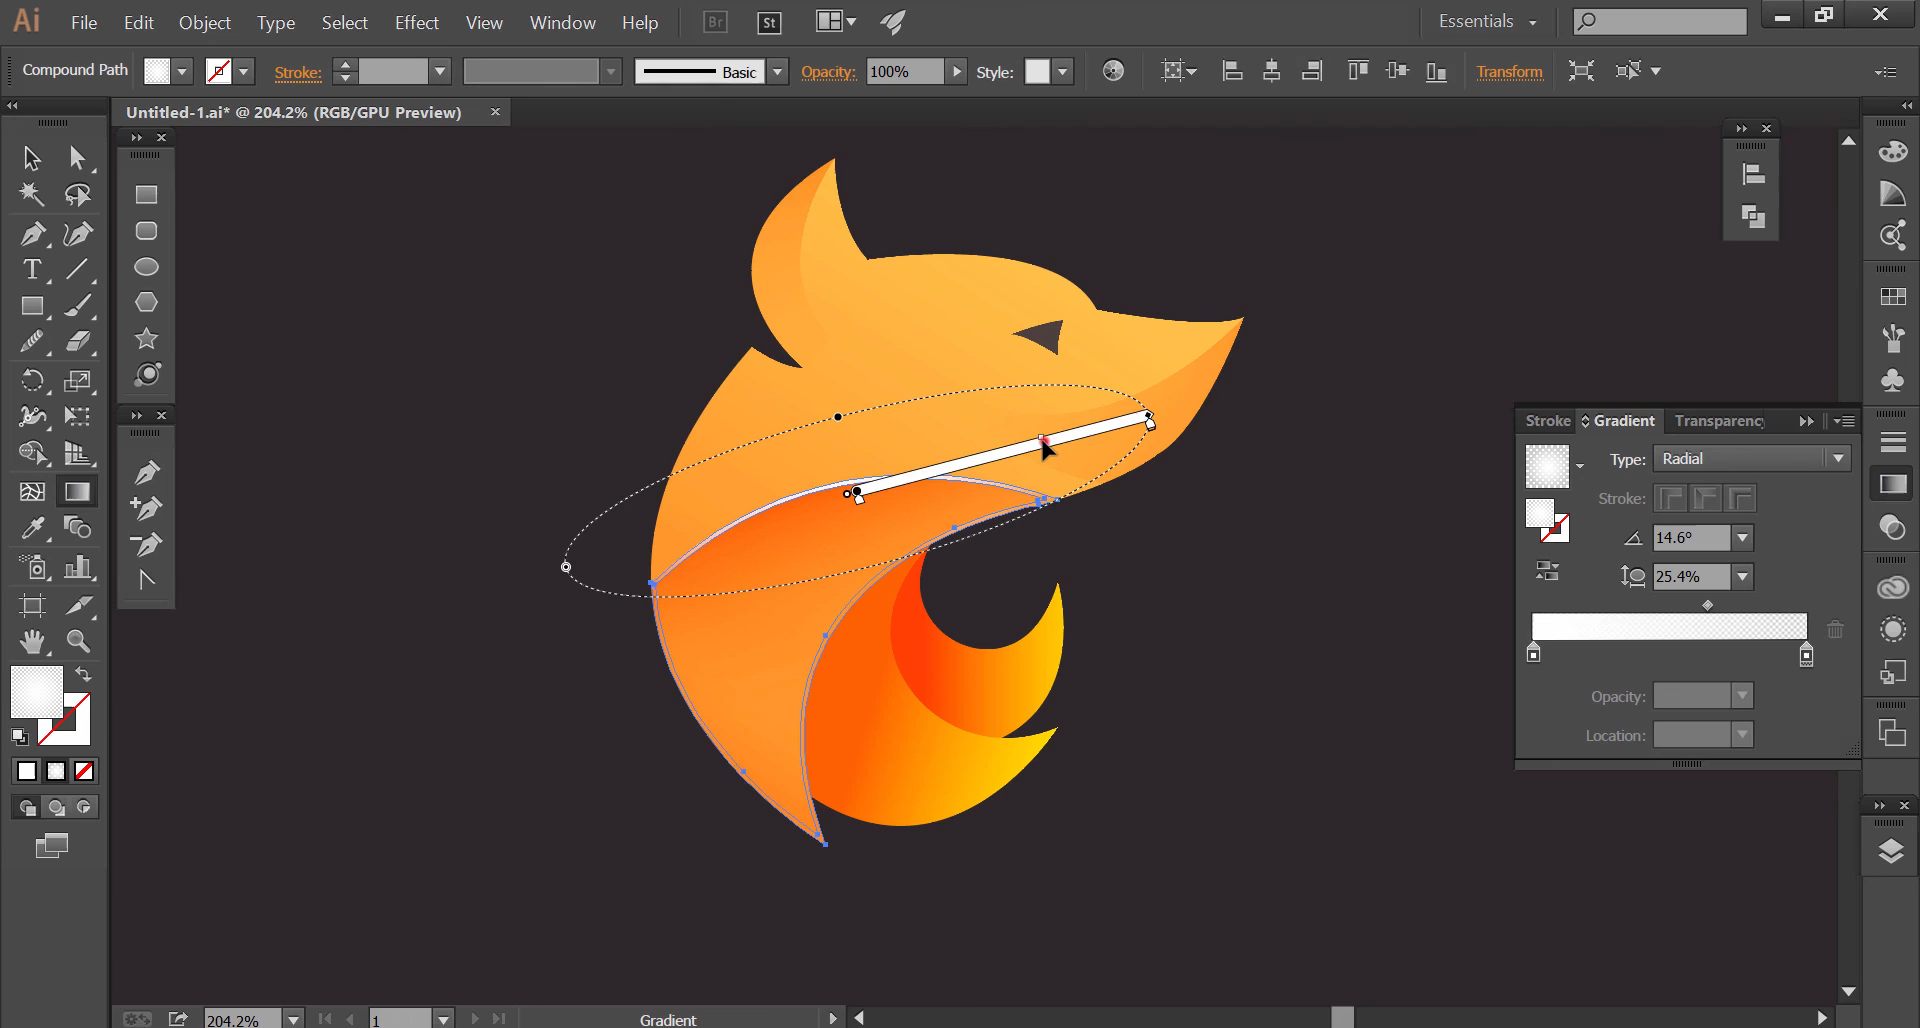 Ai File Edit Object Type Select Effect View Window Help Br St Essentials
Compound Path Stroke: Basic Opacity: 100% Style: Transform
Untitled-1.ai* @ 204.2% (RGB/GPU Preview)
Stroke Gradient Transparency
Type: Radial
Stroke:
14.6°
25.4%
Opacity:
Location:
204.2% 1 Gradient